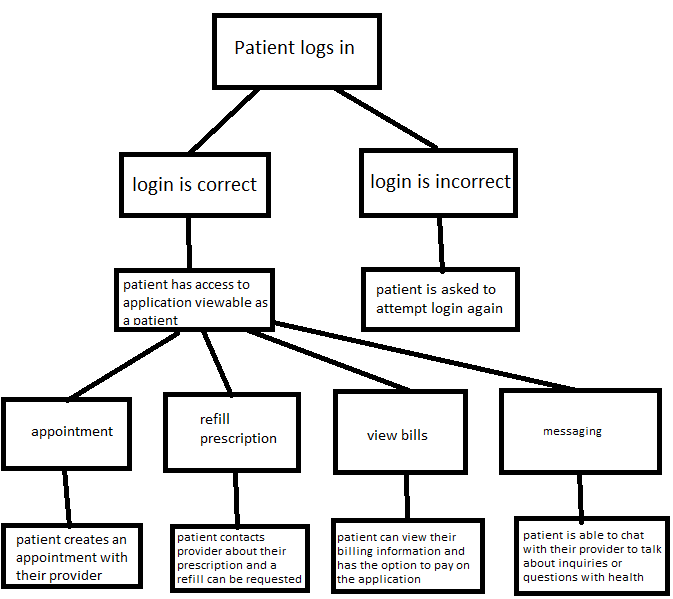 Patient logs in
login is correct
login is incorrect
patient has access to
application viewable as
a patient
patient is asked to
attempt login again
appointment
refill
prescription
view bills
messaging
patient creates an
appointment with
their provider
patient contacts
provider about their
prescription and a
refill can be requested
patient can view their
billing information and
has the option to pay on
the application
patient is able to chat
with their provider to talk
about inquiries or
questions with health